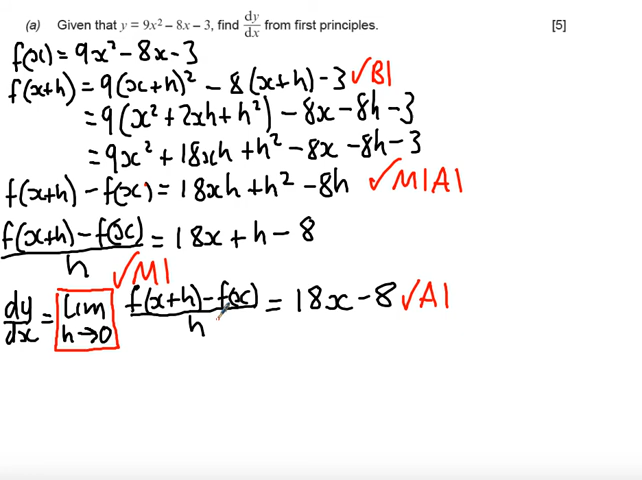 (a) Given that y = 9x² – 8x – 3, find dy/dx from first principles. [5]
f(x) = 9x² - 8x - 3
f(x+h) = 9(x+h)² - 8(x+h) - 3 ✓B1
= 9(x² + 2xh + h²) - 8x - 8h - 3
= 9x² + 18xh + h² - 8x - 8h - 3
f(x+h) - f(x) = 18xh + h² - 8h ✓M1A1
f(x+h) - f(x) / h = 18x + h - 8
✓M1
dy/dx = lim h→0 f(x+h) - f(x) / h = 18x - 8 ✓A1